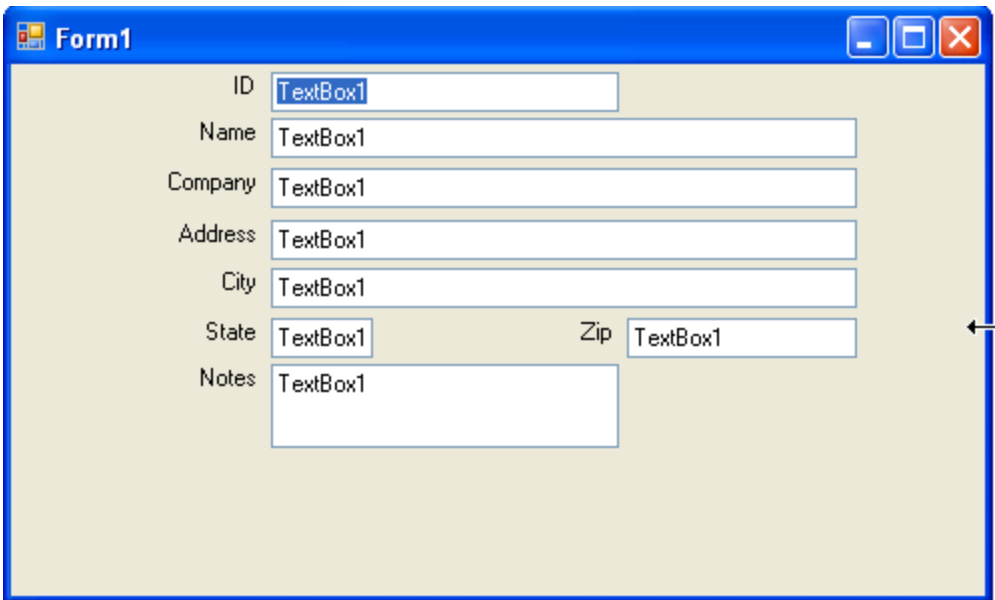 Form1
ID TextBox1
Name TextBox1
Company TextBox1
Address TextBox1
City TextBox1
State TextBox1 Zip TextBox1
Notes TextBox1